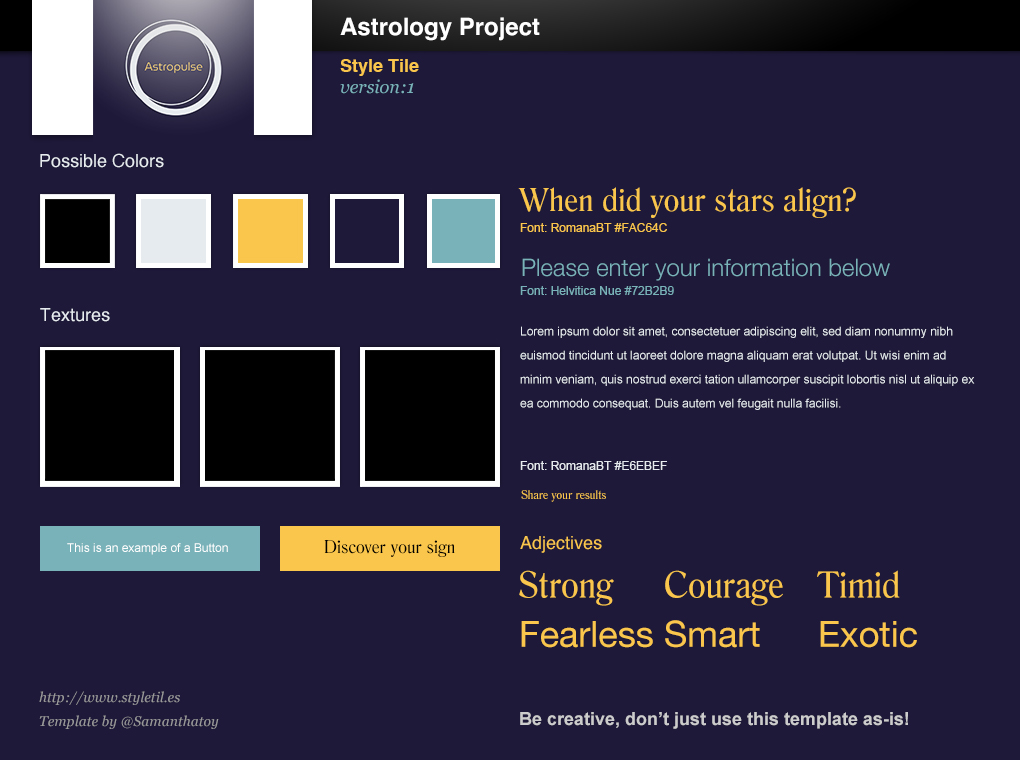 Astropulse
Astrology Project
Style Tile
version:1
Possible Colors
Textures
This is an example of a Button
Discover your sign
http://www.styletil.es
Template by @Samanthatoy
When did your stars align?
Font: RomanaBT #FAC64C
Please enter your information below
Font: Helvitica Nue #72B2B9
Lorem ipsum dolor sit amet, consectetuer adipiscing elit, sed diam nonummy nibh
euismod tincidunt ut laoreet dolore magna aliquam erat volutpat. Ut wisi enim ad
minim veniam, quis nostrud exerci tation ullamcorper suscipit lobortis nisl ut aliquip ex
ea commodo consequat. Duis autem vel feugait nulla facilisi.
Font: RomanaBT #E6EBEF
Share your results
Adjectives
Strong Courage Timid
Fearless Smart Exotic
Be creative, don’t just use this template as-is!